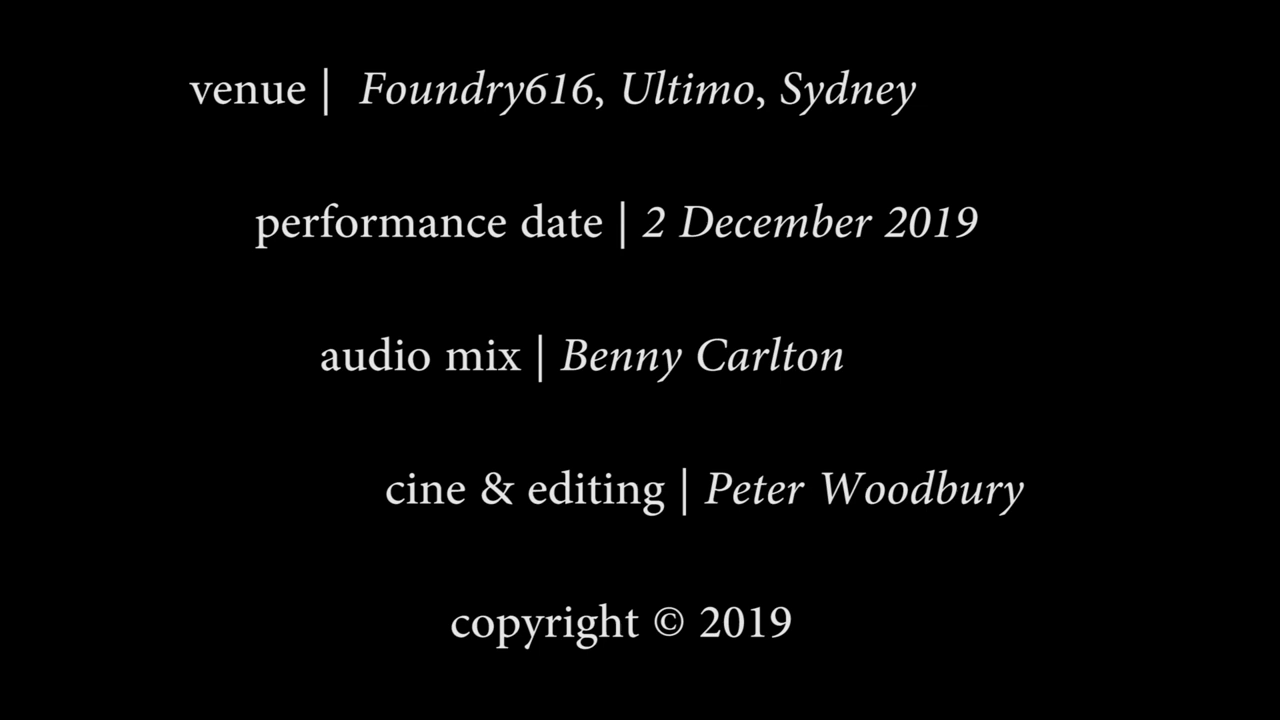 venue | Foundry616, Ultimo, Sydney
performance date | 2 December 2019
audio mix | Benny Carlton
cine & editing | Peter Woodbury
copyright © 2019